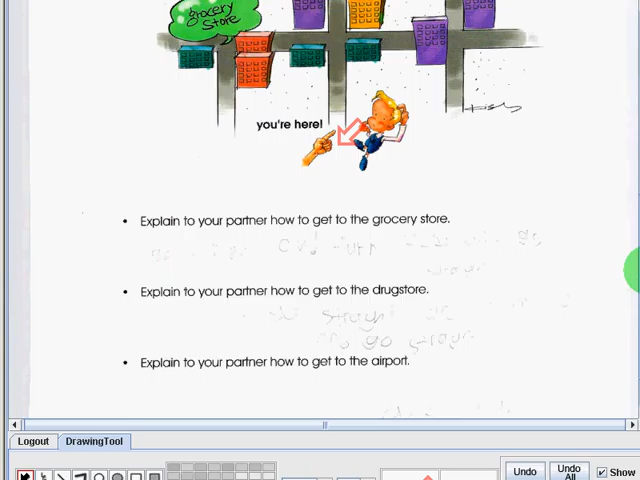 grocery
Store
you're here!
• Explain to your partner how to get to the grocery store.
• Explain to your partner how to get to the drugstore.
straight
go
• Explain to your partner how to get to the airport.
Logout
DrawingTool
Undo
Undo
All
Show